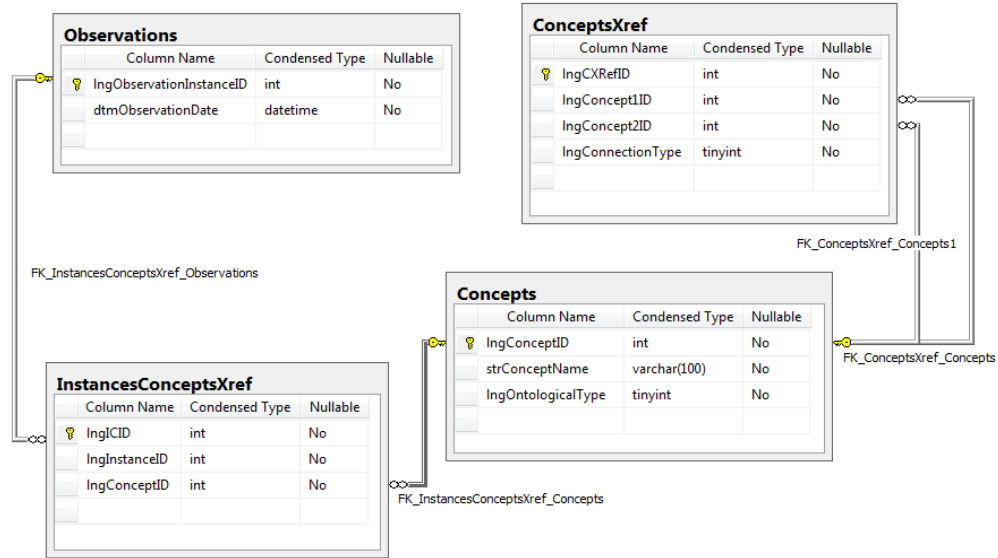 Observations
Column Name Condensed Type Nullable
lngObservationInstanceID int No
dtmObservationDate datetime No
ConceptsXref
Column Name Condensed Type Nullable
lngCXRefID int No
lngConcept1ID int No
lngConcept2ID int No
lngConnectionType tinyint No
FK_ConceptsXref_Concepts1
FK_InstancesConceptsXref_Observations
Concepts
Column Name Condensed Type Nullable
lngConceptID int No
strConceptName varchar(100) No
lngOntologicalType tinyint No
FK_ConceptsXref_Concepts
InstancesConceptsXref
Column Name Condensed Type Nullable
lngICID int No
lngInstanceID int No
lngConceptID int No
FK_InstancesConceptsXref_Concepts